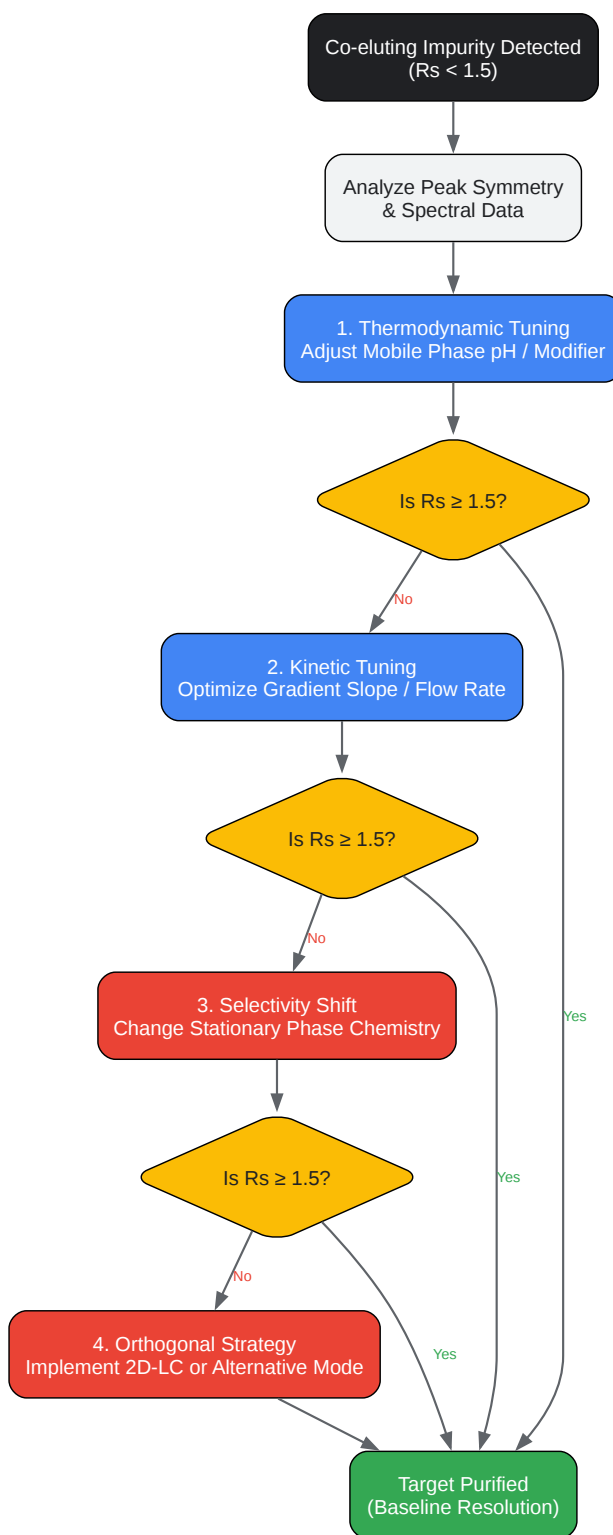 Co-eluting Impurity Detected
(Rs < 1.5)
Analyze Peak Symmetry
& Spectral Data
1. Thermodynamic Tuning
Adjust Mobile Phase pH / Modifier
Is Rs ≥ 1.5?
No
2. Kinetic Tuning
Optimize Gradient Slope / Flow Rate
Is Rs ≥ 1.5?
No
3. Selectivity Shift
Change Stationary Phase Chemistry
Yes
Is Rs ≥ 1.5?
Yes
No
4. Orthogonal Strategy
Implement 2D-LC or Alternative Mode
Yes
Target Purified
(Baseline Resolution)